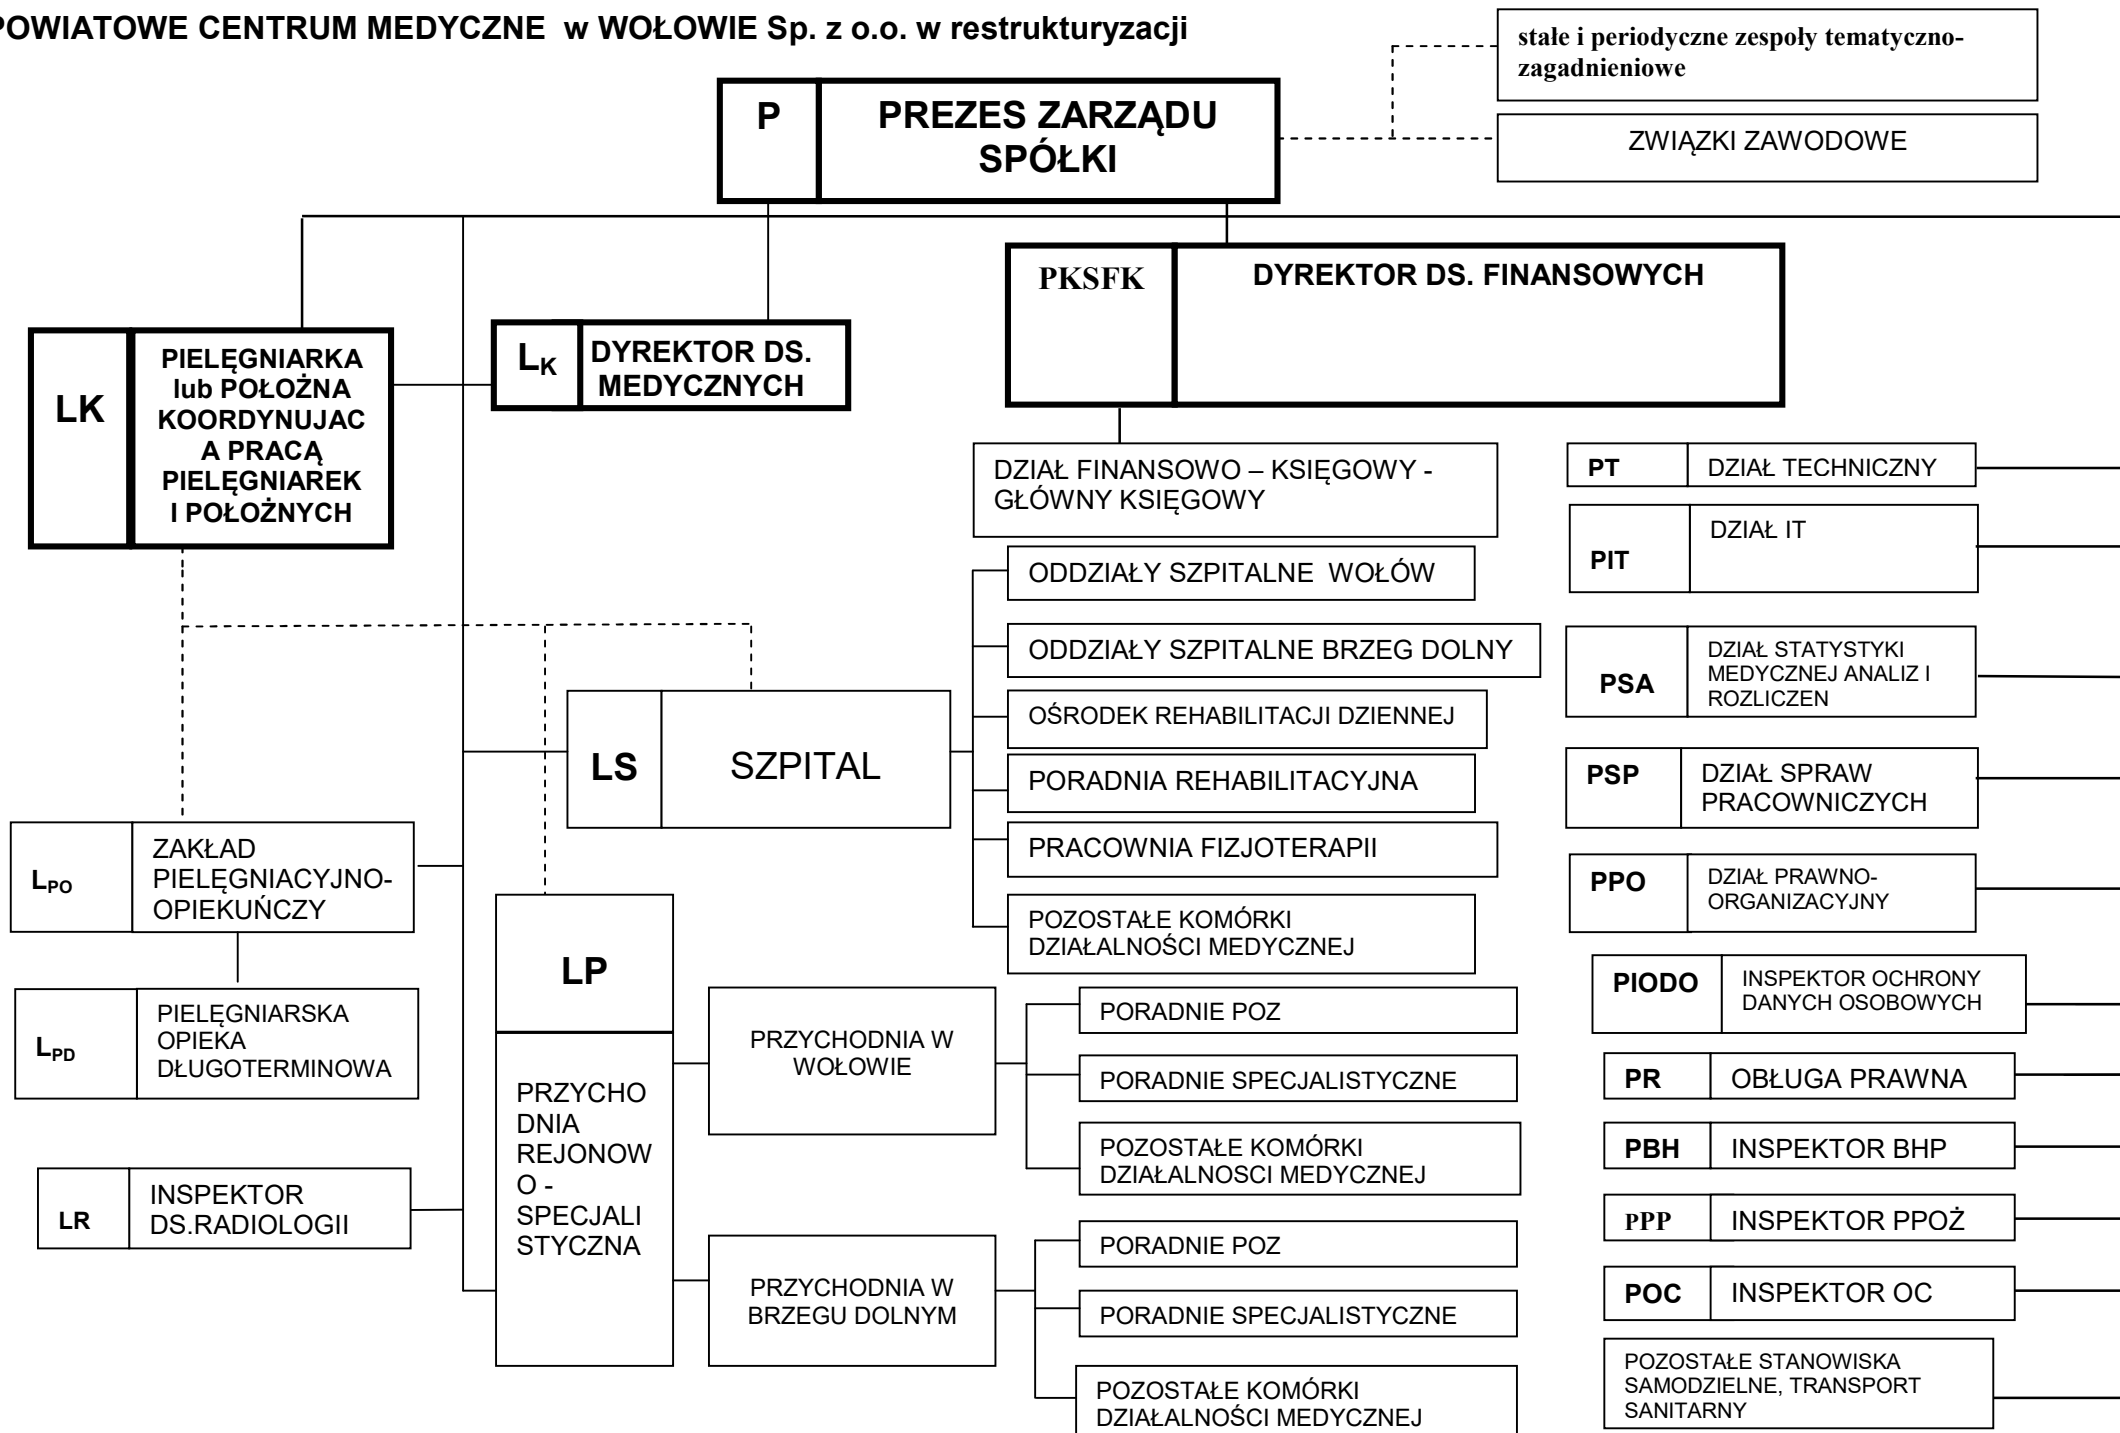 POWIATOWE CENTRUM MEDYCZNE w WOŁOWIE Sp. z o.o. w restrukturyzacji
stałe i periodyczne zespoły tematyczno-
zagadnieniowe
ZWIĄZKI ZAWODOWE
P
PREZES ZARZĄDU
SPÓŁKI
PKSFK
DYREKTOR DS. FINANSOWYCH
LK
PIELĘGNIARKA
lub POŁOŻNA
KOORDYNUJAC
A PRACĄ
PIELĘGNIAREK
I POŁOŻNYCH
LK
DYREKTOR DS.
MEDYCZNYCH
DZIAŁ FINANSOWO – KSIĘGOWY -
GŁÓWNY KSIĘGOWY
ODDZIAŁY SZPITALNE WOŁÓW
ODDZIAŁY SZPITALNE BRZEG DOLNY
OŚRODEK REHABILITACJI DZIENNEJ
PORADNIA REHABILITACYJNA
PRACOWNIA FIZJOTERAPII
POZOSTAŁE KOMÓRKI
DZIAŁALNOŚCI MEDYCZNEJ
LS
SZPITAL
LPO
ZAKŁAD
PIELĘGNIACYJNO-
OPIEKUŃCZY
LPD
PIELĘGNIARSKA
OPIEKA
DŁUGOTERMINOWA
LR
INSPEKTOR
DS.RADIOLOGII
LP
PRZYCHO
DNIA
REJONOW
O -
SPECJALI
STYCZNA
PRZYCHODNIA W
WOŁOWIE
PORADNIE POZ
PORADNIE SPECJALISTYCZNE
POZOSTAŁE KOMÓRKI
DZIAŁALNOSCI MEDYCZNEJ
PRZYCHODNIA W
BRZEGU DOLNYM
PORADNIE POZ
PORADNIE SPECJALISTYCZNE
POZOSTAŁE KOMÓRKI
DZIAŁALNOŚCI MEDYCZNEJ
PT
DZIAŁ TECHNICZNY
PIT
DZIAŁ IT
PSA
DZIAŁ STATYSTYKI
MEDYCZNEJ ANALIZ I
ROZLICZEN
PSP
DZIAŁ SPRAW
PRACOWNICZYCH
PPO
DZIAŁ PRAWNO-
ORGANIZACYJNY
PIODO
INSPEKTOR OCHRONY
DANYCH OSOBOWYCH
PR
OBŁUGA PRAWNA
PBH
INSPEKTOR BHP
PPP
INSPEKTOR PPOŻ
POC
INSPEKTOR OC
POZOSTAŁE STANOWISKA
SAMODZIELNE, TRANSPORT
SANITARNY